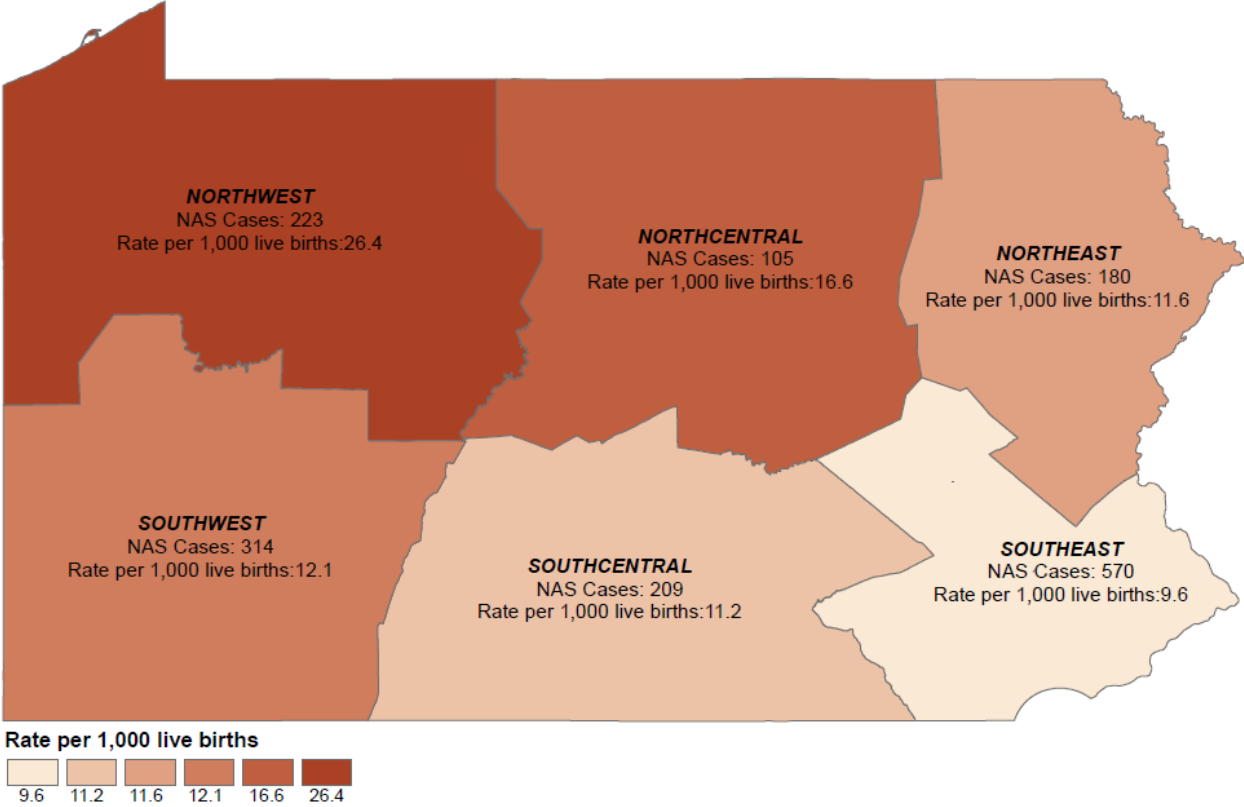 NORTHWEST
NAS Cases: 223
Rate per 1,000 live births:26.4
NORTHCENTRAL
NAS Cases: 105
Rate per 1,000 live births:16.6
NORTHEAST
NAS Cases: 180
Rate per 1,000 live births:11.6
SOUTHWEST
NAS Cases: 314
Rate per 1,000 live births:12.1
SOUTHCENTRAL
NAS Cases: 209
Rate per 1,000 live births:11.2
SOUTHEAST
NAS Cases: 570
Rate per 1,000 live births:9.6
Rate per 1,000 live births
9.6 11.2 11.6 12.1 16.6 26.4